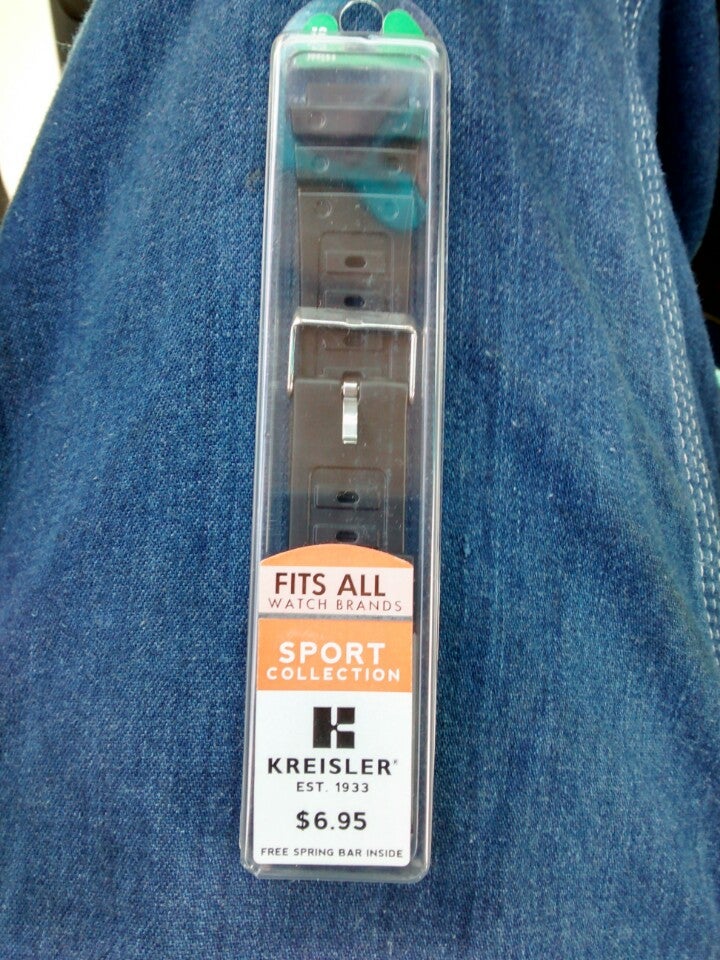 FITS ALL
WATCH BRANDS
SPORT
COLLECTION
KREISLER
EST. 1933
$6.95
FREE SPRING BAR INSIDE